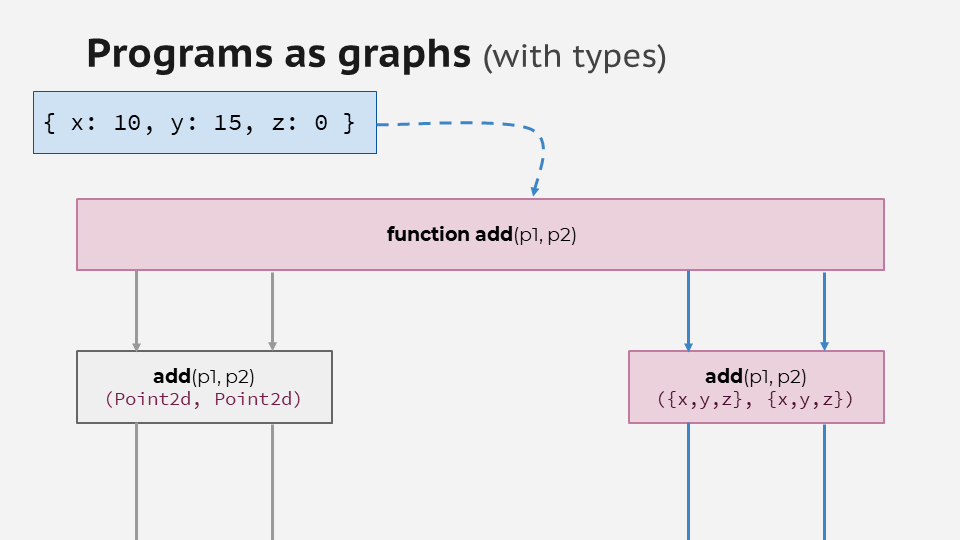 Programs as graphs (with types)
{ x: 10, y: 15, z: 0 }
function add(p1, p2)
add(p1, p2)
(Point2d, Point2d)
add(p1, p2)
({x,y,z}, {x,y,z})